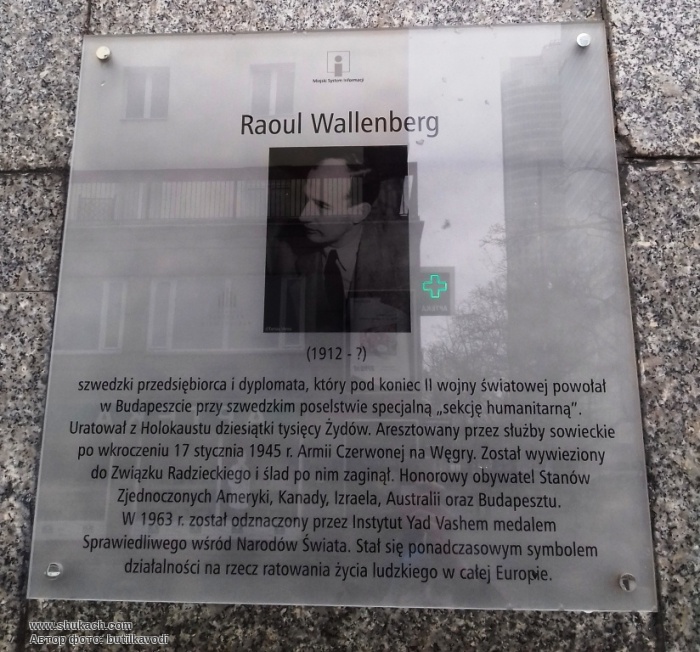 Miejski System Informacji
Raoul Wallenberg
(1912 - ?)
szwedzki przedsiębiorca i dyplomata, który pod koniec II wojny światowej powołał
w Budapeszcie przy szwedzkim poselstwie specjalną „sekcję humanitarną”.
Uratował z Holokaustu dziesiątki tysięcy Żydów. Aresztowany przez służby sowieckie
po wkroczeniu 17 stycznia 1945 r. Armii Czerwonej na Węgry. Został wywieziony
do Związku Radzieckiego i ślad po nim zaginął. Honorowy obywatel Stanów
Zjednoczonych Ameryki, Kanady, Izraela, Australii oraz Budapesztu.
W 1963 r. został odznaczony przez Instytut Yad Vashem medalem
Sprawiedliwego wśród Narodów Świata. Stał się ponadczasowym symbolem
działalności na rzecz ratowania życia ludzkiego w całej Europie.
www.shukach.com
Автор фото: butilkavodi